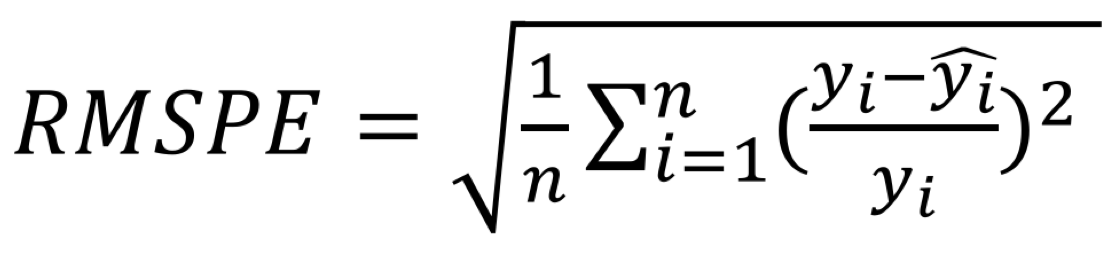 $RMSPE = \sqrt{\frac{1}{n} \sum_{i=1}^{n} (\frac{y_i - \widehat{y_i}}{y_i})^2}$